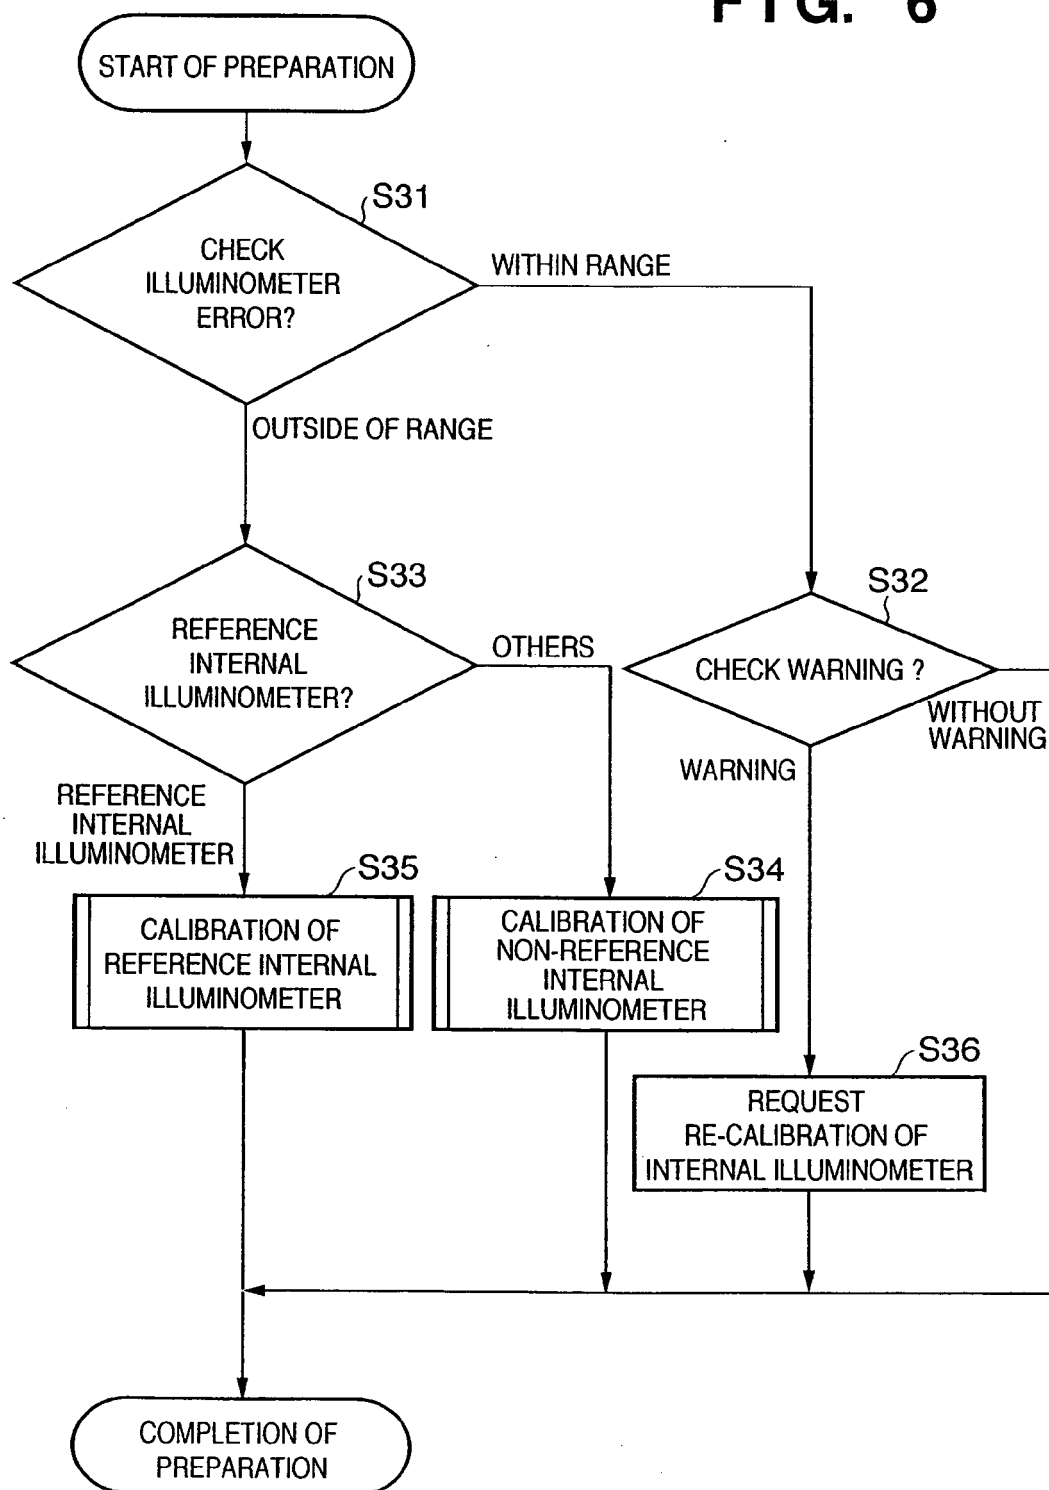 FIG. 6
START OF PREPARATION
S31
CHECK
ILLUMINOMETER
ERROR?
WITHIN RANGE
OUTSIDE OF RANGE
S33
REFERENCE
INTERNAL
ILLUMINOMETER?
OTHERS
S32
CHECK WARNING ?
WITHOUT
WARNING
WARNING
REFERENCE
INTERNAL
ILLUMINOMETER
S35
CALIBRATION OF
REFERENCE INTERNAL
ILLUMINOMETER
S34
CALIBRATION OF
NON-REFERENCE
INTERNAL
ILLUMINOMETER
S36
REQUEST
RE-CALIBRATION OF
INTERNAL ILLUMINOMETER
COMPLETION OF
PREPARATION